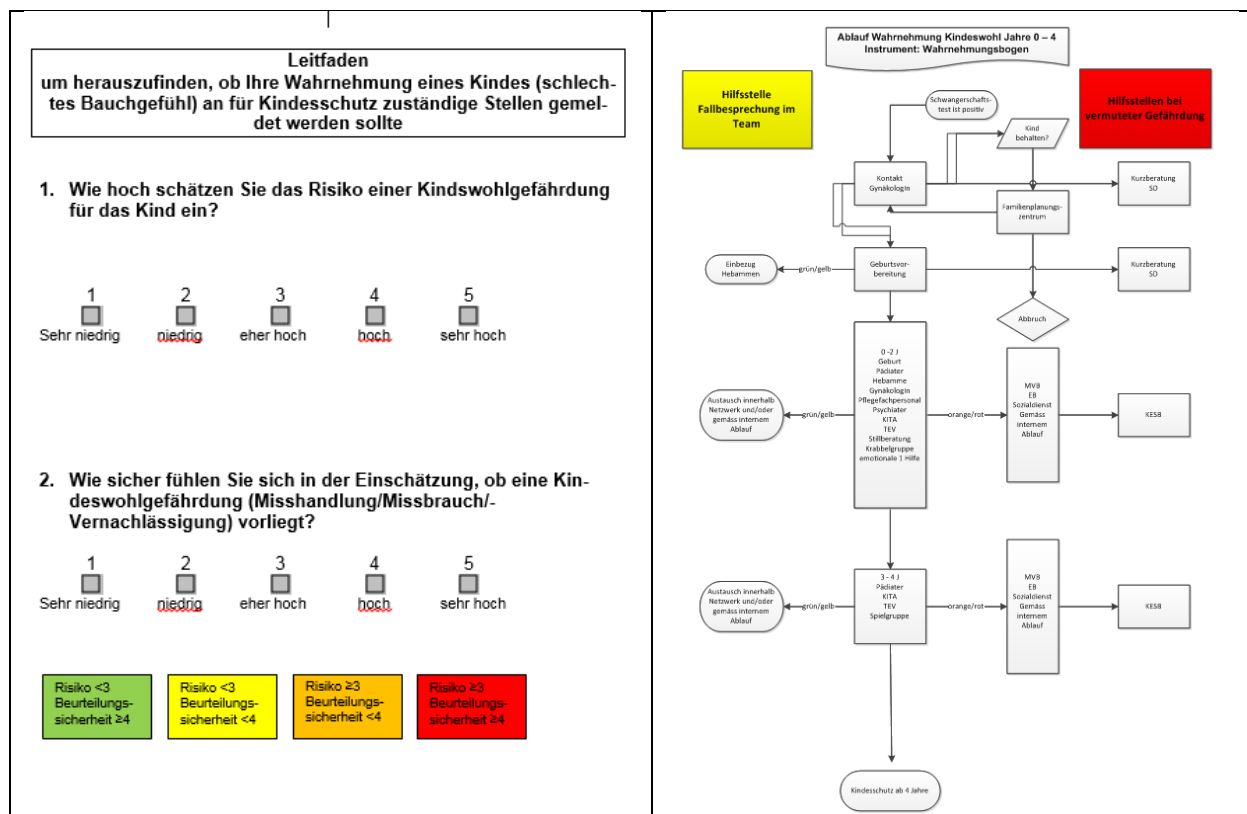 Leitfaden
um herauszufinden, ob Ihre Wahrnehmung eines Kindes (schlech-
tes Bauchgefühl) an für Kindesschutz zuständige Stellen gemel-
det werden sollte
1. Wie hoch schätzen Sie das Risiko einer Kindswohlgefährdung
für das Kind ein?
1 2 3 4 5
Sehr niedrig niedrig eher hoch hoch sehr hoch
2. Wie sicher fühlen Sie sich in der Einschätzung, ob eine Kin-
deswohlgefährdung (Misshandlung/Missbrauch/-
Vernachlässigung) vorliegt?
1 2 3 4 5
Sehr niedrig niedrig eher hoch hoch sehr hoch
Risiko <3
Beurteilungs-
sicherheit ≥4
Risiko <3
Beurteilungs-
sicherheit <4
Risiko ≥3
Beurteilungs-
sicherheit <4
Risiko ≥3
Beurteilungs-
sicherheit ≥4
Ablauf Wahrnehmung Kindeswohl Jahre 0 – 4
Instrument: Wahrnehmungsbogen
Hilfsstelle
Fallbesprechung im
Team
Hilfsstellen bei
vermuteter Gefährdung
Schwangerschafts-
test ist positiv
Kind
behalten?
Kontakt
Gynäkologin
Kurzberatung
SD
Familienplanungs-
zentrum
Einbezug
Hebammen
grün/gelb
Geburtsvor-
bereitung
Kurzberatung
SD
Abbruch
0 -2 J
Geburt
Pädiater
Hebamme
Gynäkologin
Pflegefachpersonal
Psychiater
KITA
TEV
Stillberatung
Krabbelgruppe
emotionale 1 Hilfe
Austausch innerhalb
Netzwerk und/oder
gemäss internem
Ablauf
grün/gelb
orange/rot
MVB
EB
Sozialdienst
Gemäss
internem
Ablauf
KESB
3 - 4 J
Pädiater
KITA
TEV
Spielgruppe
Austausch innerhalb
Netzwerk und/oder
gemäss internem
Ablauf
grün/gelb
orange/rot
MVB
EB
Sozialdienst
Gemäss
internem
Ablauf
KESB
Kindesschutz ab 4 Jahre